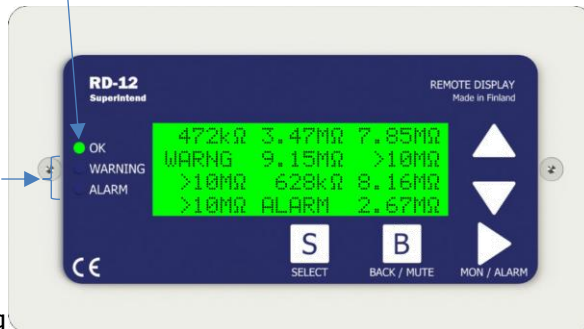 RD-12
Superintend
REMOTE DISPLAY
Made in Finland
OK
WARNING
ALARM
472kΩ 3.47MΩ 7.85MΩ
WARNG 9.15MΩ >10MΩ
>10MΩ 628kΩ 8.16MΩ
>10MΩ ALARM 2.67MΩ
S
SELECT
B
BACK / MUTE
MON / ALARM
CE